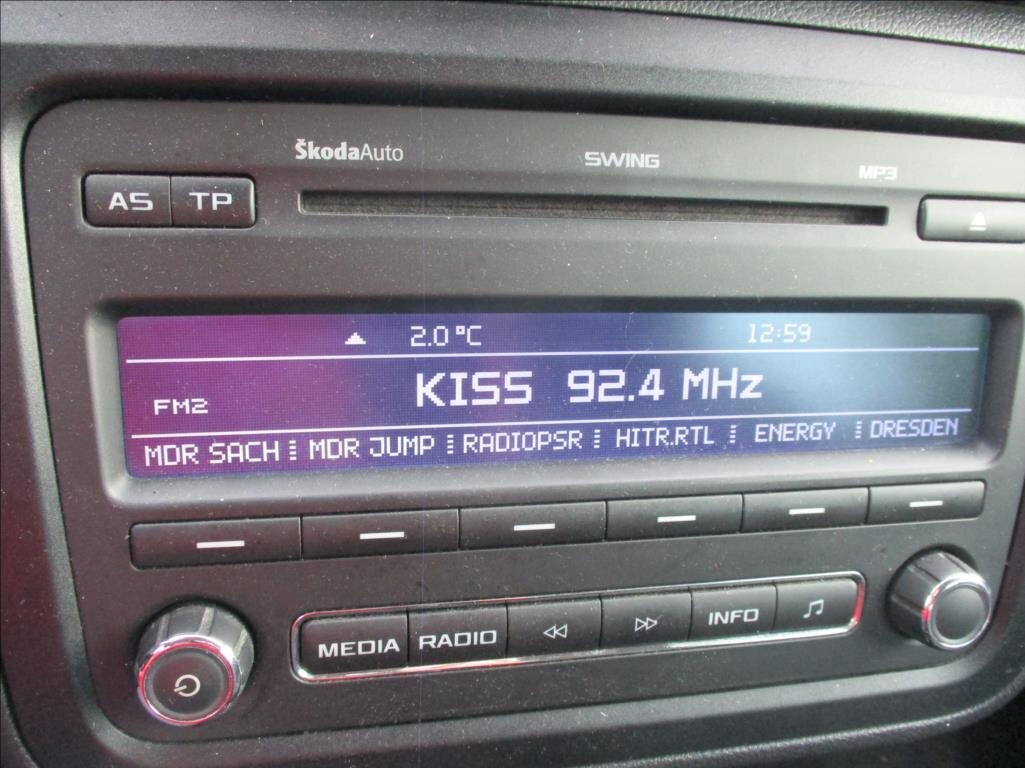 ŠkodaAuto SWING MP3
AS TP
2.0 °C 12:59
FM2 KISS 92.4 MHz
MDR SACH MDR JUMP RADIOPSR HITR.RTL ENERGY DRESDEN
MEDIA RADIO INFO